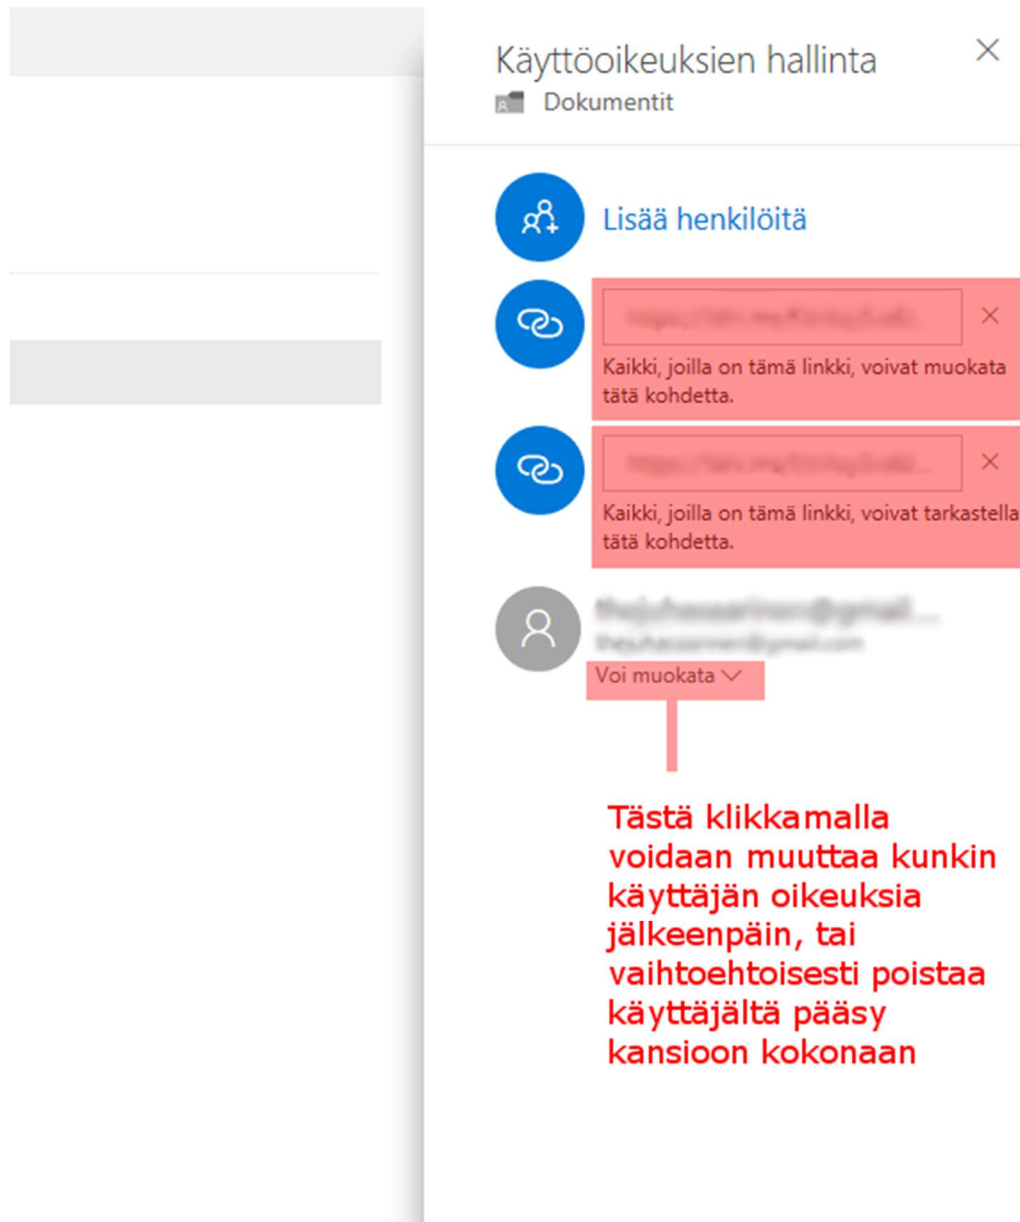 Käyttöoikeuksien hallinta
Dokumentit
Lisää henkilöitä
Kaikki, joilla on tämä linkki, voivat muokata
tätä kohdetta.
Kaikki, joilla on tämä linkki, voivat tarkastella
tätä kohdetta.
Voi muokata
Tästä klikkamalla
voidaan muuttaa kunkin
käyttäjän oikeuksia
jälkeenpäin, tai
vaihtoehtoisesti poistaa
käyttäjältä pääsy
kansioon kokonaan